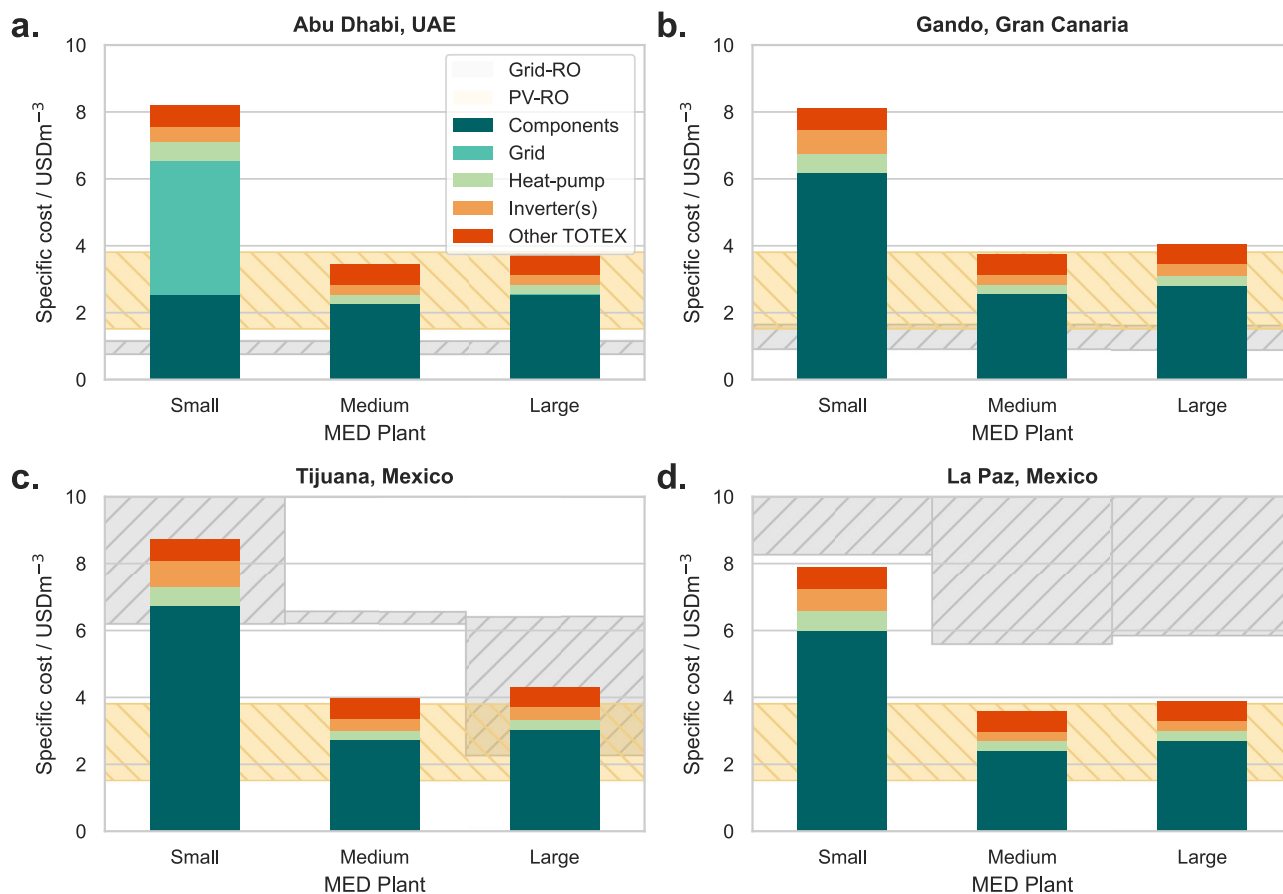 a.
Abu Dhabi, UAE
Specific cost / USDm⁻³
10
8
6
4
2
0
Grid-RO
PV-RO
Components
Grid
Heat-pump
Inverter(s)
Other TOTEX
Small Medium Large
MED Plant
b.
Gando, Gran Canaria
Specific cost / USDm⁻³
10
8
6
4
2
0
Small Medium Large
MED Plant
c.
Tijuana, Mexico
Specific cost / USDm⁻³
10
8
6
4
2
0
Small Medium Large
MED Plant
d.
La Paz, Mexico
Specific cost / USDm⁻³
10
8
6
4
2
0
Small Medium Large
MED Plant